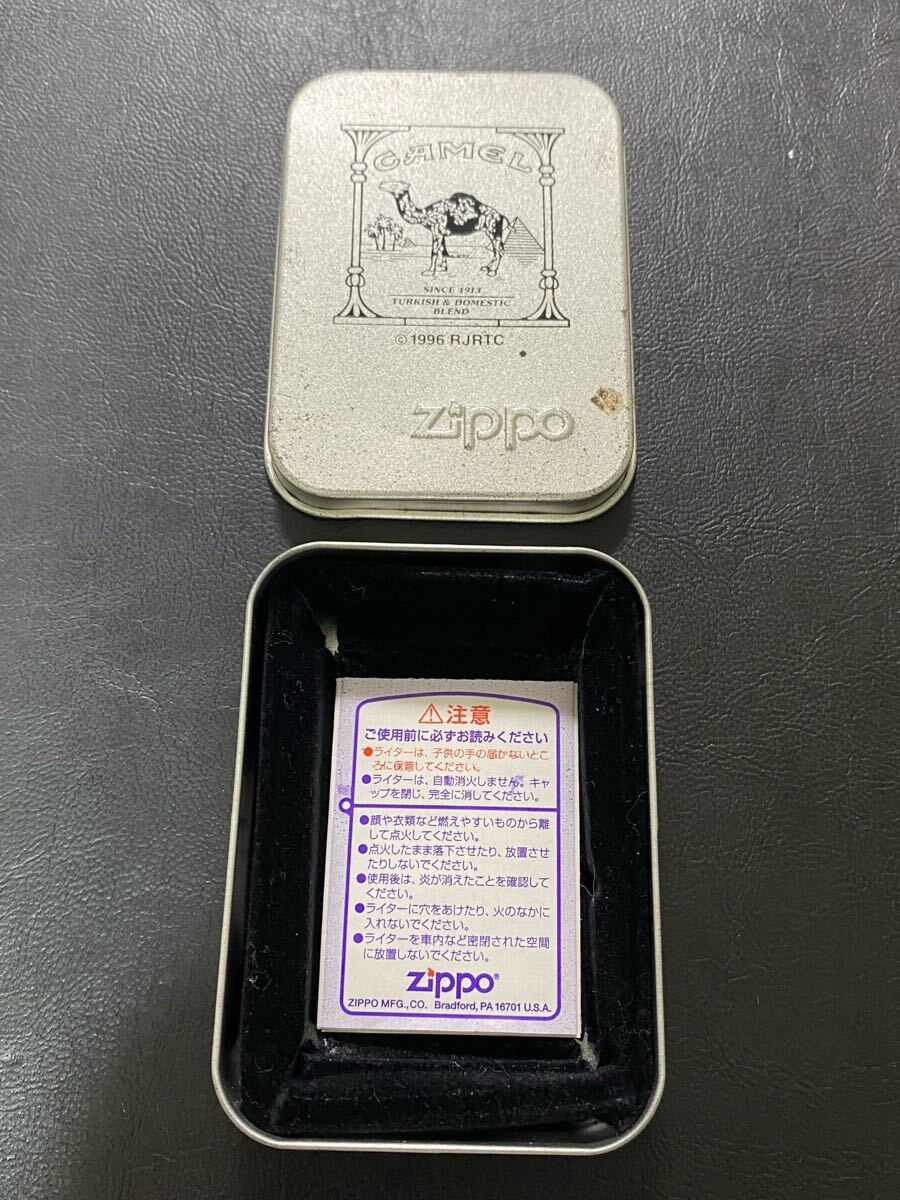 CAMEL
SINCE 1913
TURKISH & DOMESTIC
BLEND
©1996 RJRTC
Zippo
⚠注意
ご使用前に必ずお読みください
●ライターは、子供の手の届かないとこ
ろに保管してください。
●ライターは、自動消火しません。キャ
ップを閉じ、完全に消してください。
●顔や衣類など燃えやすいものから離
して点火してください。
●点火したまま落下させたり、放置させ
たりしないでください。
●使用後は、炎が消えたことを確認して
ください。
●ライターに穴をあけたり、火のなかに
入れないでください。
●ライターを車内など密閉された空間
に放置しないでください。
Zippo®
ZIPPO MFG.,CO. Bradford, PA 16701 U.S.A.